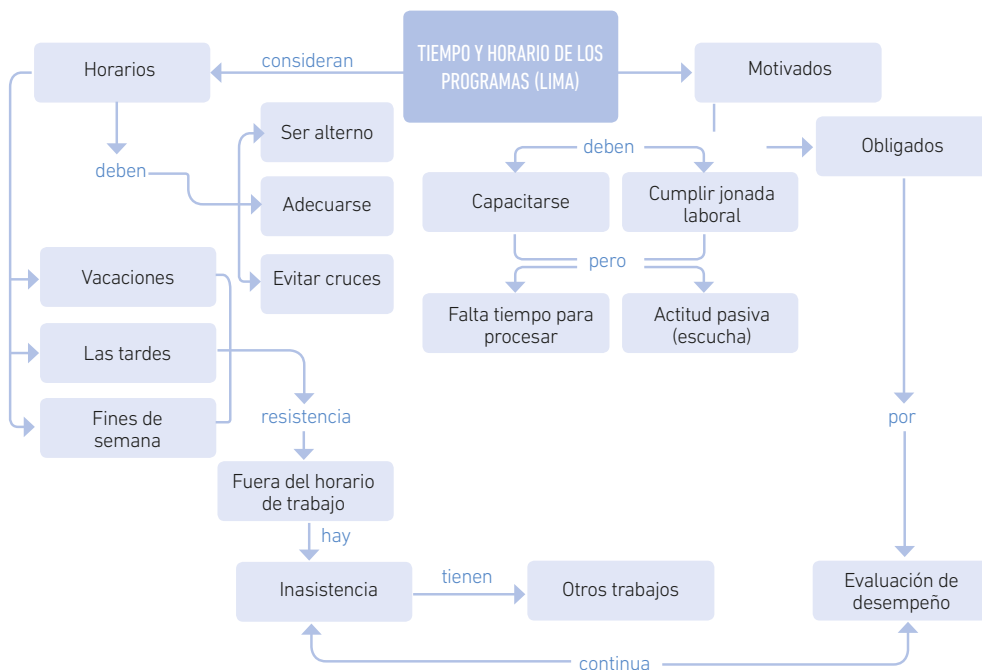 TIEMPO Y HORARIO DE LOS
PROGRAMAS (LIMA)
consideran
Horarios
Motivados
deben
Ser alterno
Adecuarse
Evitar cruces
deben
Obligados
Capacitarse
Cumplir jonada
laboral
pero
Falta tiempo para
procesar
Actitud pasiva
(escucha)
Vacaciones
Las tardes
Fines de
semana
resistencia
por
Fuera del horario
de trabajo
hay
Inasistencia
tienen
Otros trabajos
Evaluación de
desempeño
continua